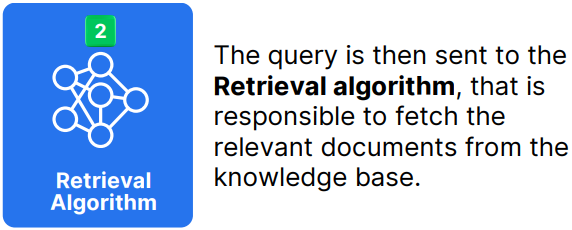 2
Retrieval
Algorithm
The query is then sent to the
Retrieval algorithm, that is
responsible to fetch the
relevant documents from the
knowledge base.